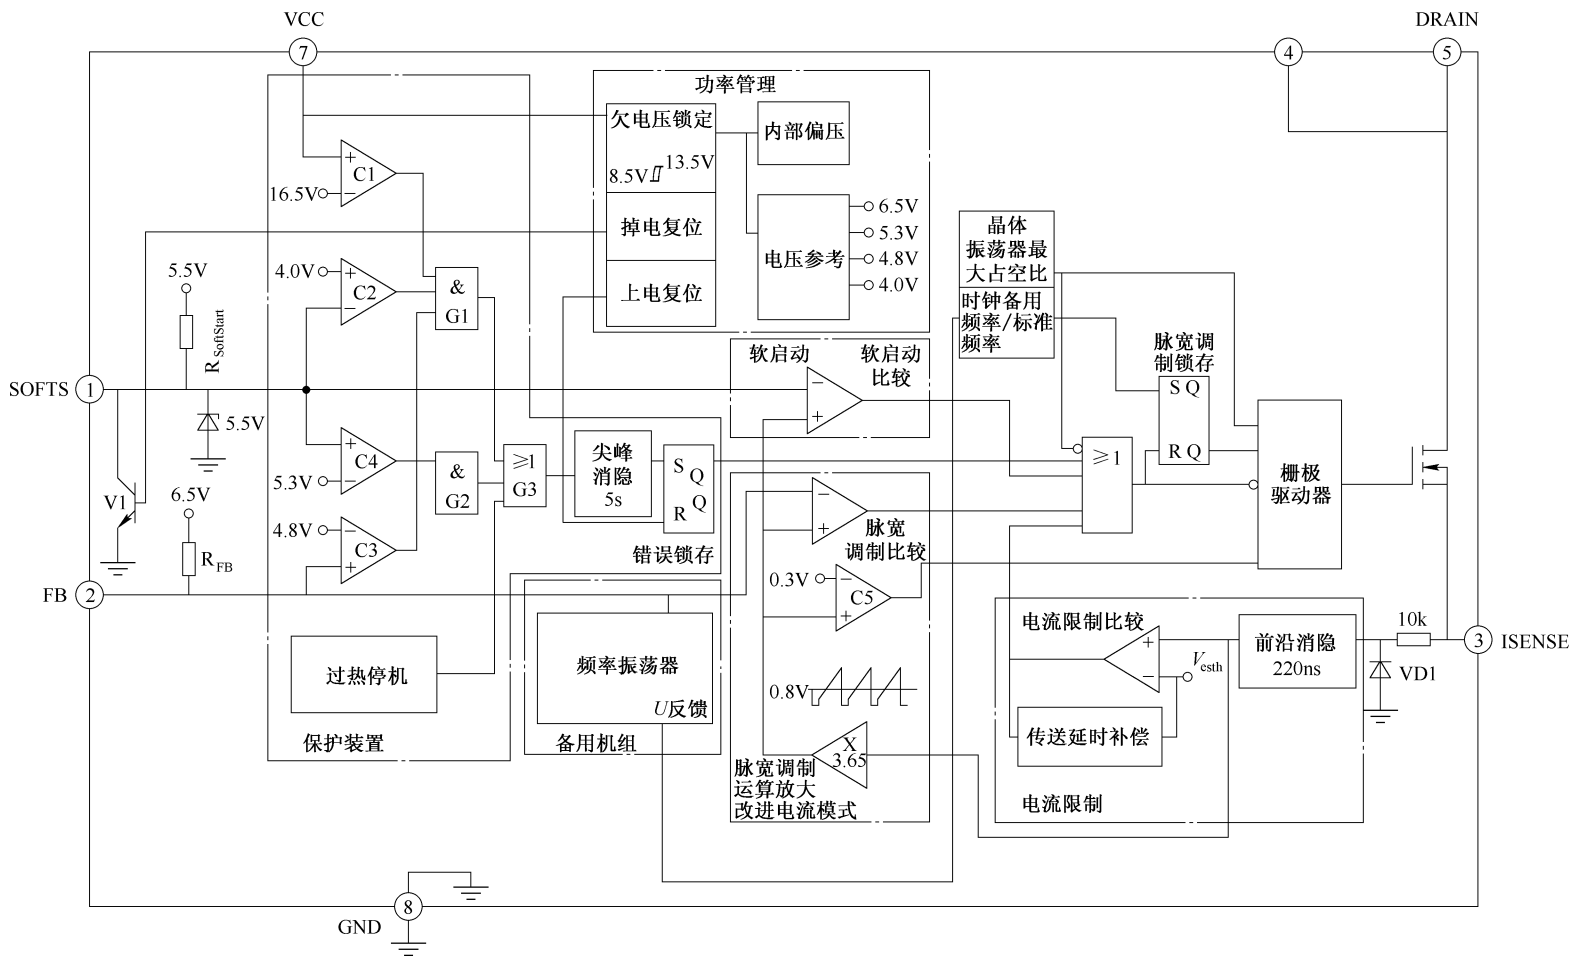 VCC
DRAIN
7
4
5
功率管理
欠电压锁定
8.5V
13.5V
内部偏压
掉电复位
上电复位
电压参考
6.5V
5.3V
4.8V
4.0V
+
C1
16.5V
−
4.0V
+
C2
−
&
G1
5.5V
RSoftStart
SOFTS
1
5.5V
+
C4
5.3V
−
&
G2
≥1
G3
尖峰
消隐
5s
S
Q
Q
R
错误锁存
V1
6.5V
RFB
4.8V
−
C3
+
FB
2
过热停机
保护装置
频率振荡器
U反馈
备用机组
软启动
软启动
比较
−
+
−
+
脉宽
调制比较
0.3V
−
C5
+
0.8V
X
3.65
脉宽调制
运算放大
改进电流模式
晶体
振荡器最
大占空比
时钟备用
频率/标准
频率
脉宽调
制锁存
S Q
R Q
≥1
栅极
驱动器
电流限制比较
+
−
Vesth
前沿消隐
220ns
10k
VD1
3
ISENSE
传送延时补偿
电流限制
8
GND